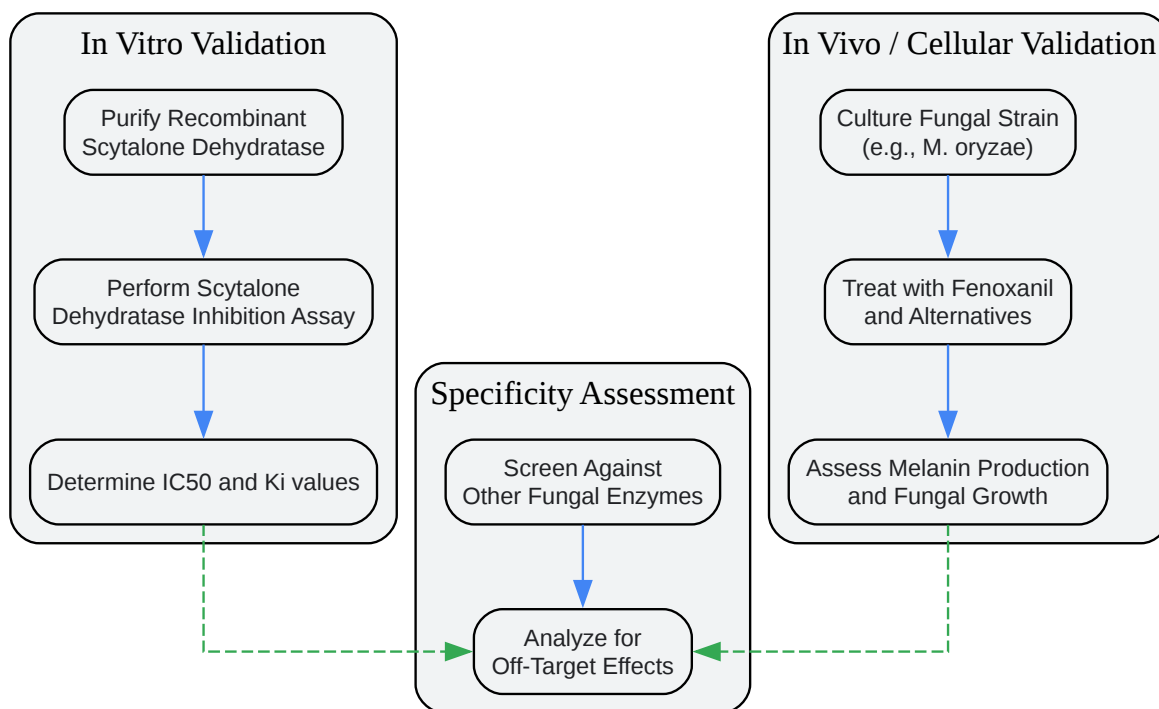 In Vitro Validation
Purify Recombinant
Scytalone Dehydratase
Perform Scytalone
Dehydratase Inhibition Assay
Determine IC50 and Ki values
Specificity Assessment
Screen Against
Other Fungal Enzymes
Analyze for
Off-Target Effects
In Vivo / Cellular Validation
Culture Fungal Strain
(e.g., M. oryzae)
Treat with Fenoxanil
and Alternatives
Assess Melanin Production
and Fungal Growth